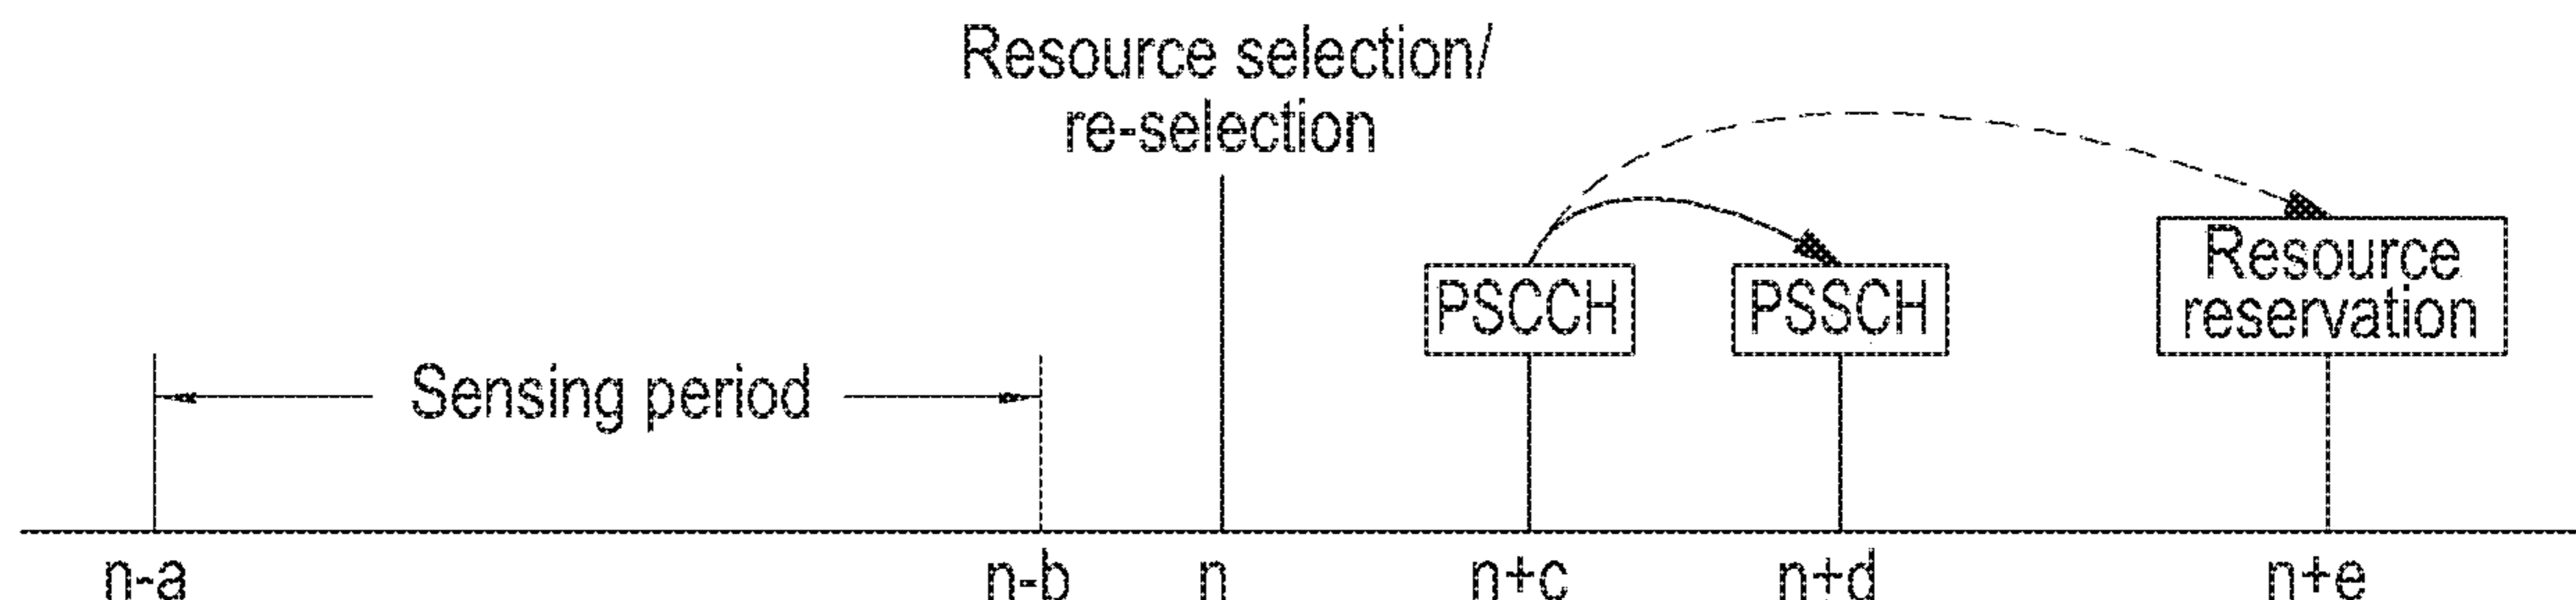 Resource selection/
re-selection
PSCCH
PSSCH
Resource
reservation
Sensing period
n-a
n-b
n
n+c
n+d
n+e